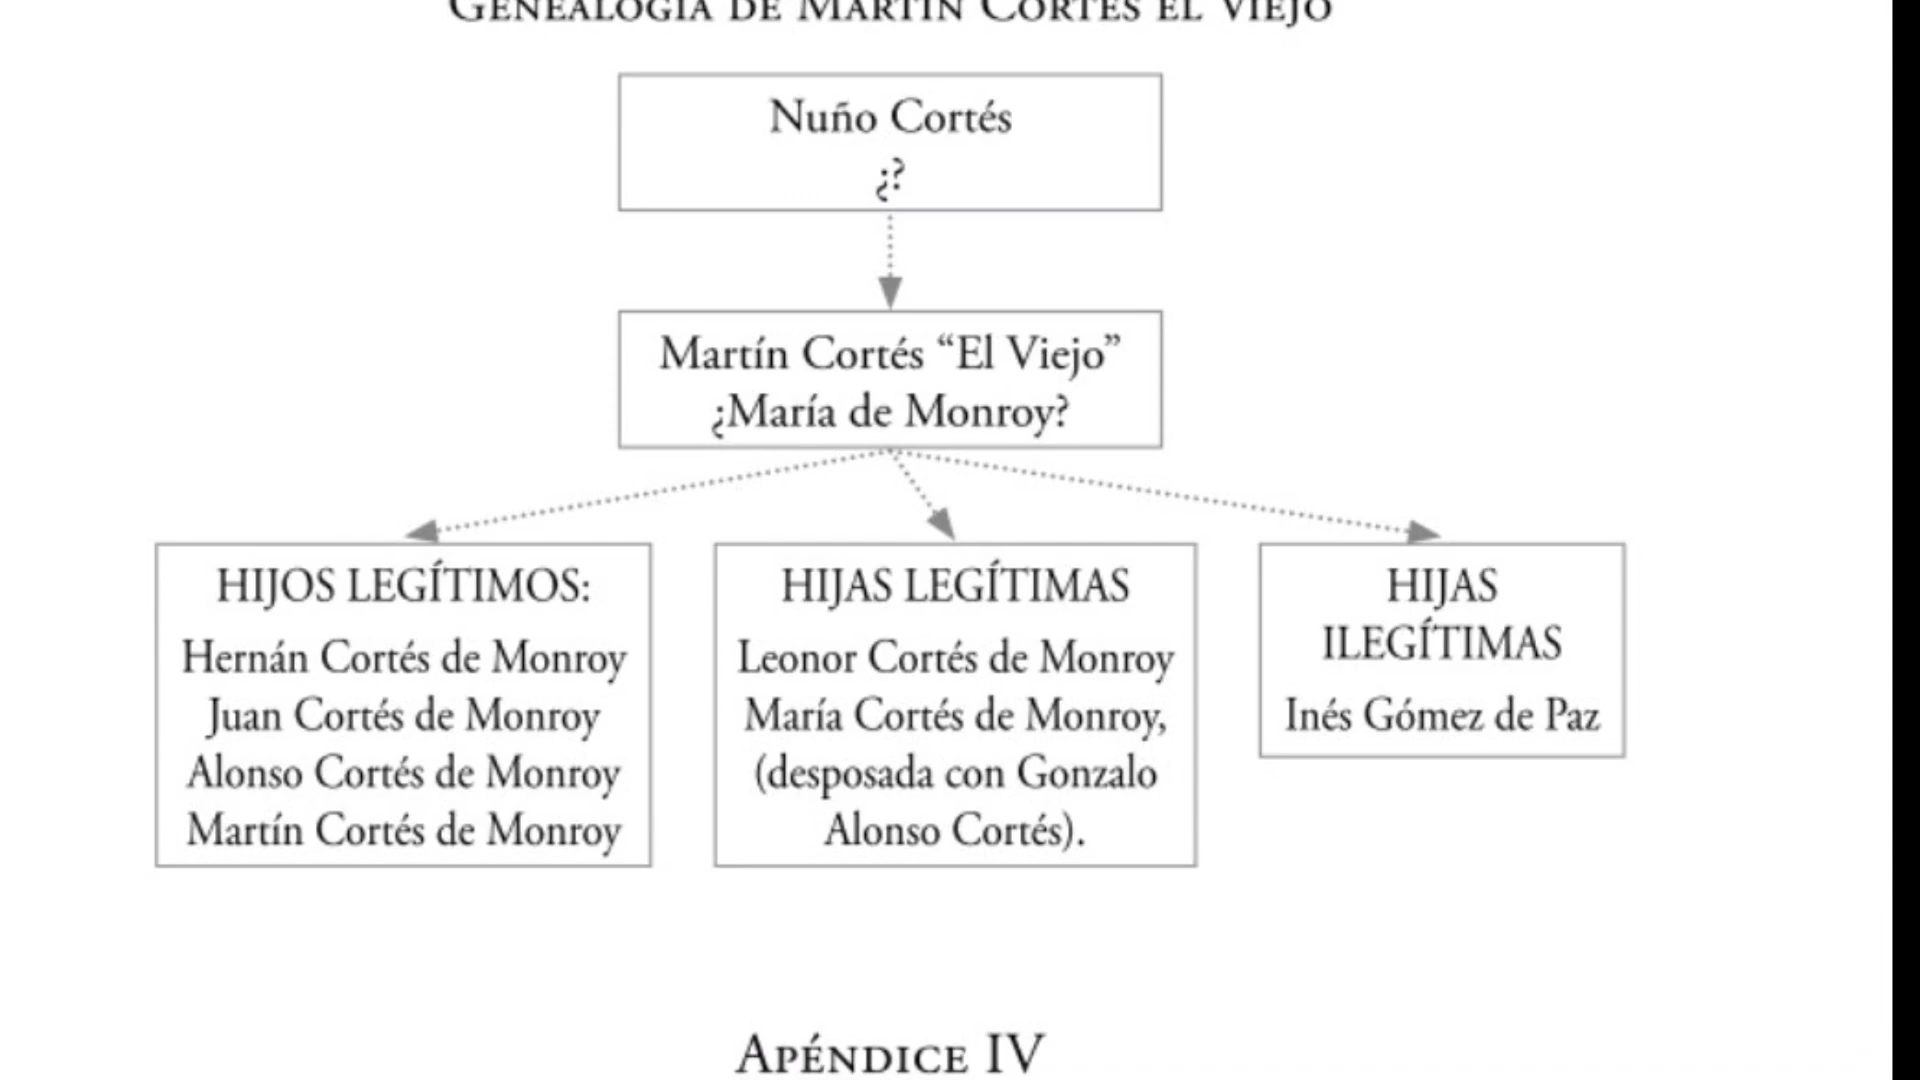 Genealogía de Martín Cortés el Viejo
Nuño Cortés
¿?
Martín Cortés “El Viejo”
¿María de Monroy?
HIJOS LEGÍTIMOS:
Hernán Cortés de Monroy
Juan Cortés de Monroy
Alonso Cortés de Monroy
Martín Cortés de Monroy
HIJAS LEGÍTIMAS
Leonor Cortés de Monroy
María Cortés de Monroy,
(desposada con Gonzalo
Alonso Cortés).
HIJAS
ILEGÍTIMAS
Inés Gómez de Paz
Apéndice IV